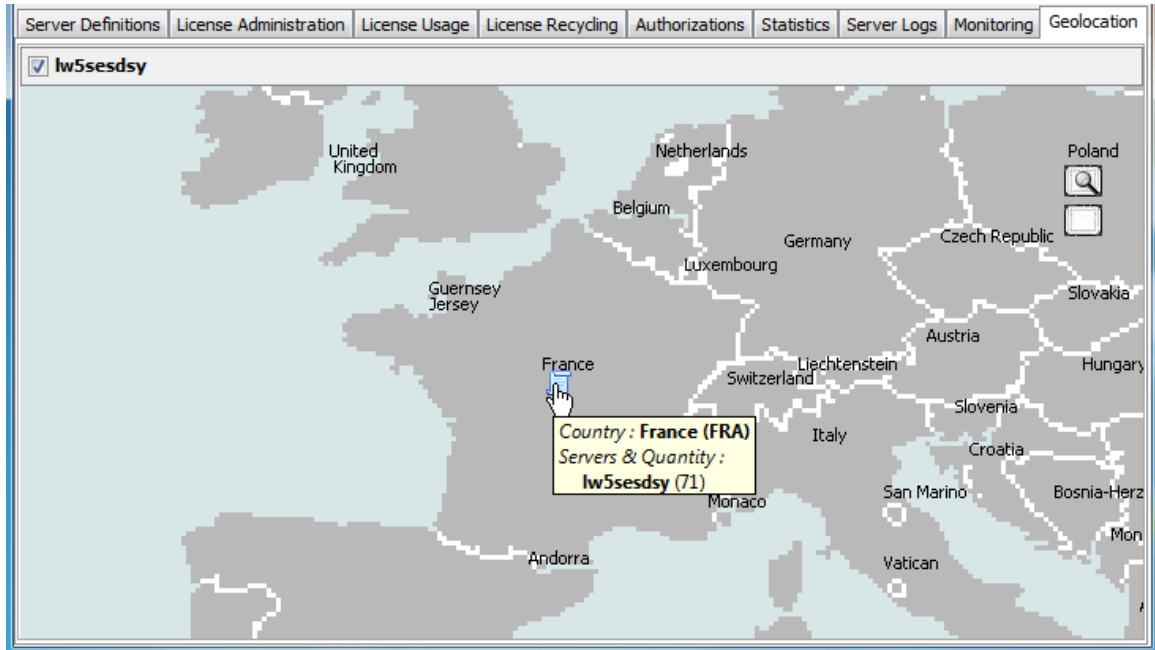 Server Definitions License Administration License Usage License Recycling Authorizations Statistics Server Logs Monitoring Geolocation
lw5sesdsy
United
Kingdom
Netherlands
Poland
Belgium
Germany
Czech Republic
Luxembourg
Guernsey
Jersey
Slovakia
Austria
France
Liechtenstein
Switzerland
Hungary
Slovenia
Country : France (FRA)
Servers & Quantity :
lw5sesdsy (71)
Italy
Croatia
Monaco
San Marino
Bosnia-Herz
Mon
Andorra
Vatican